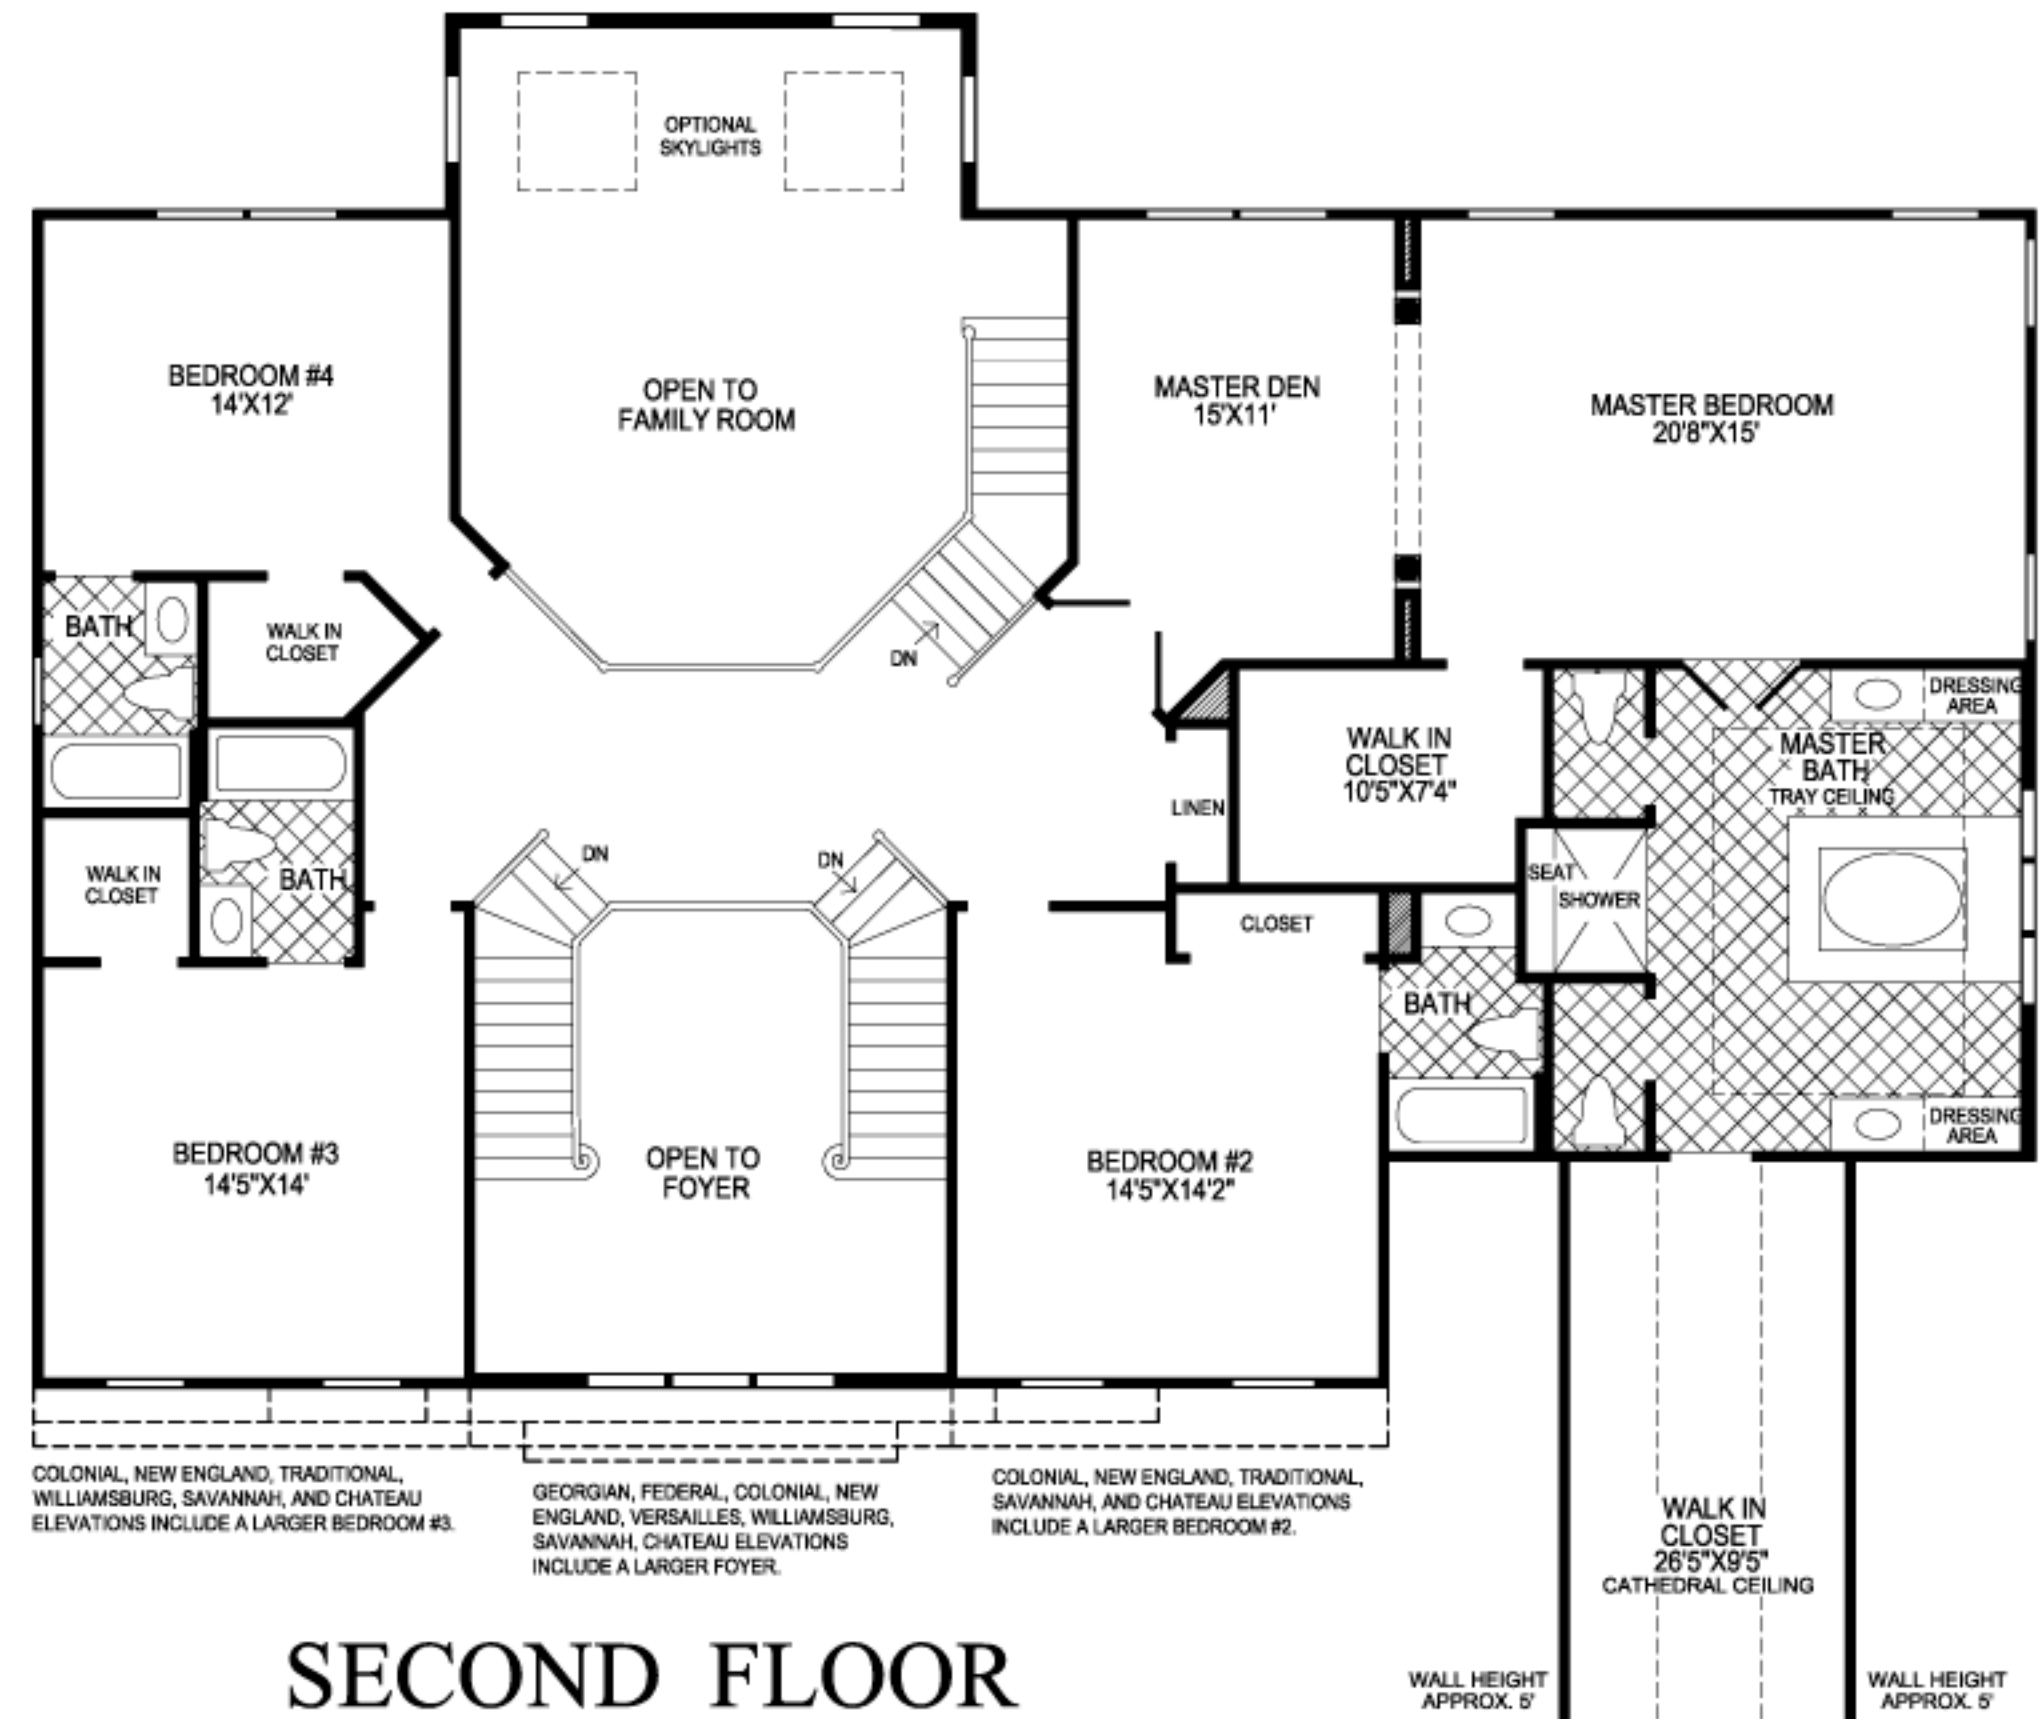 OPTIONAL
SKYLIGHTS
BEDROOM #4
14'X12'
OPEN TO
FAMILY ROOM
MASTER DEN
15'X11'
MASTER BEDROOM
20'8"X15'
BATH
WALK IN
CLOSET
DN
DRESSING
AREA
WALK IN
CLOSET
10'5"X7'4"
MASTER
BATH
TRAY CEILING
LINEN
WALK IN
CLOSET
BATH
DN
DN
SEAT
SHOWER
CLOSET
BATH
BEDROOM #3
14'5"X14'
OPEN TO
FOYER
BEDROOM #2
14'5"X14'2"
DRESSING
AREA
COLONIAL, NEW ENGLAND, TRADITIONAL,
WILLIAMSBURG, SAVANNAH, AND CHATEAU
ELEVATIONS INCLUDE A LARGER BEDROOM #3.
GEORGIAN, FEDERAL, COLONIAL, NEW
ENGLAND, VERSAILLES, WILLIAMSBURG,
SAVANNAH, CHATEAU ELEVATIONS
INCLUDE A LARGER FOYER.
COLONIAL, NEW ENGLAND, TRADITIONAL,
SAVANNAH, AND CHATEAU ELEVATIONS
INCLUDE A LARGER BEDROOM #2.
WALK IN
CLOSET
26'5"X9'5"
CATHEDRAL CEILING
SECOND FLOOR
WALL HEIGHT
APPROX. 5'
WALL HEIGHT
APPROX. 5'